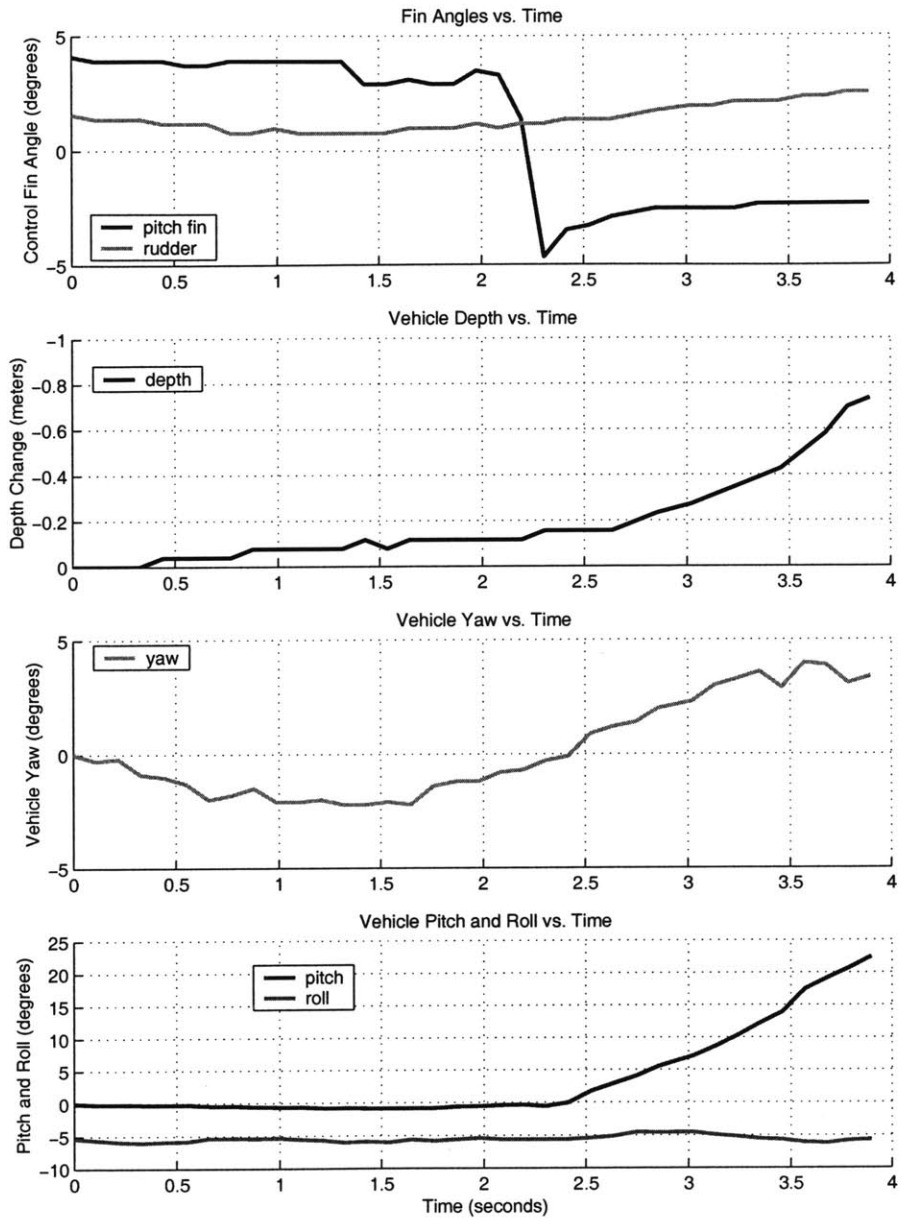 Fin Angles vs. Time
Control Fin Angle (degrees)
5
0
−5
pitch fin
rudder
0 0.5 1 1.5 2 2.5 3 3.5 4
Vehicle Depth vs. Time
Depth Change (meters)
−1
−0.8
−0.6
−0.4
−0.2
0
depth
0 0.5 1 1.5 2 2.5 3 3.5 4
Vehicle Yaw vs. Time
Vehicle Yaw (degrees)
5
0
−5
yaw
0 0.5 1 1.5 2 2.5 3 3.5 4
Vehicle Pitch and Roll vs. Time
Pitch and Roll (degrees)
25
20
15
10
5
0
−5
−10
pitch
roll
0 0.5 1 1.5 2 2.5 3 3.5 4
Time (seconds)